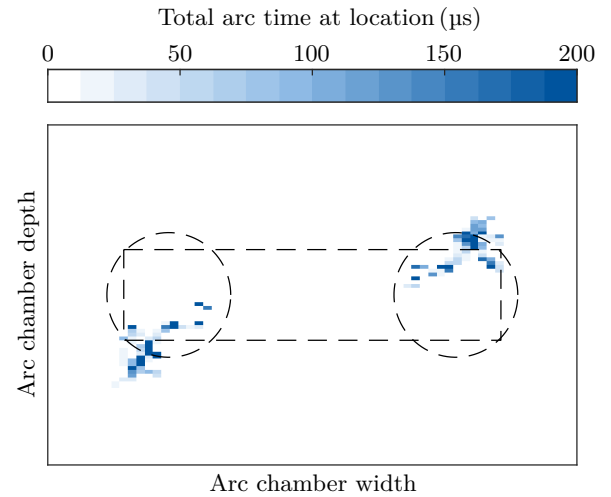 Total arc time at location (µs)
0 50 100 150 200
Arc chamber depth
Arc chamber width